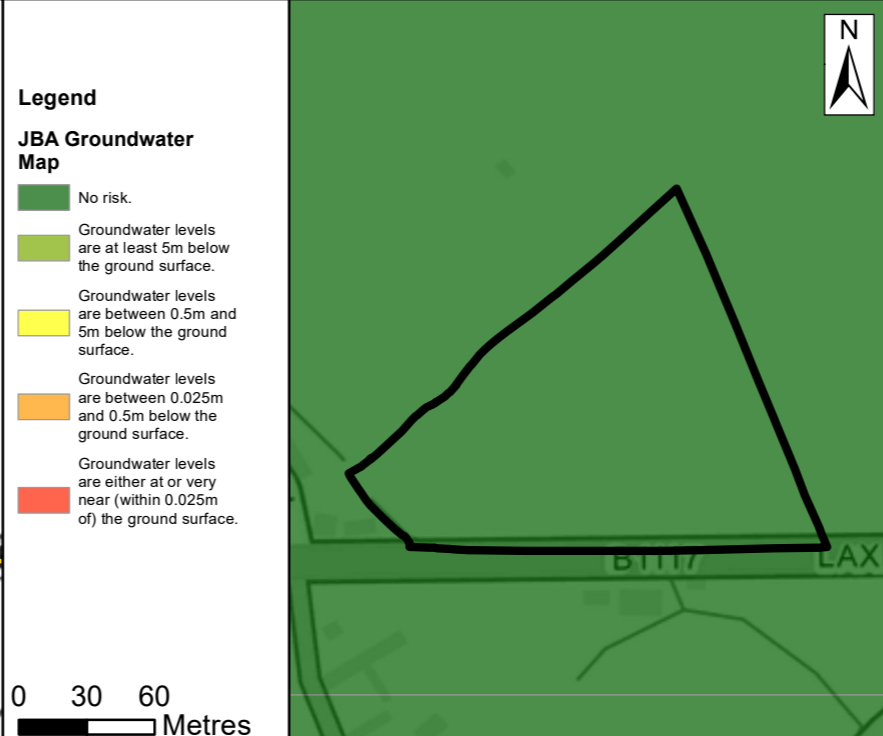 N
Legend
JBA Groundwater
Map
No risk.
Groundwater levels
are at least 5m below
the ground surface.
Groundwater levels
are between 0.5m and
5m below the ground
surface.
Groundwater levels
are between 0.025m
and 0.5m below the
ground surface.
Groundwater levels
are either at or very
near (within 0.025m
of) the ground surface.
B1117 LAX
0 30 60
Metres